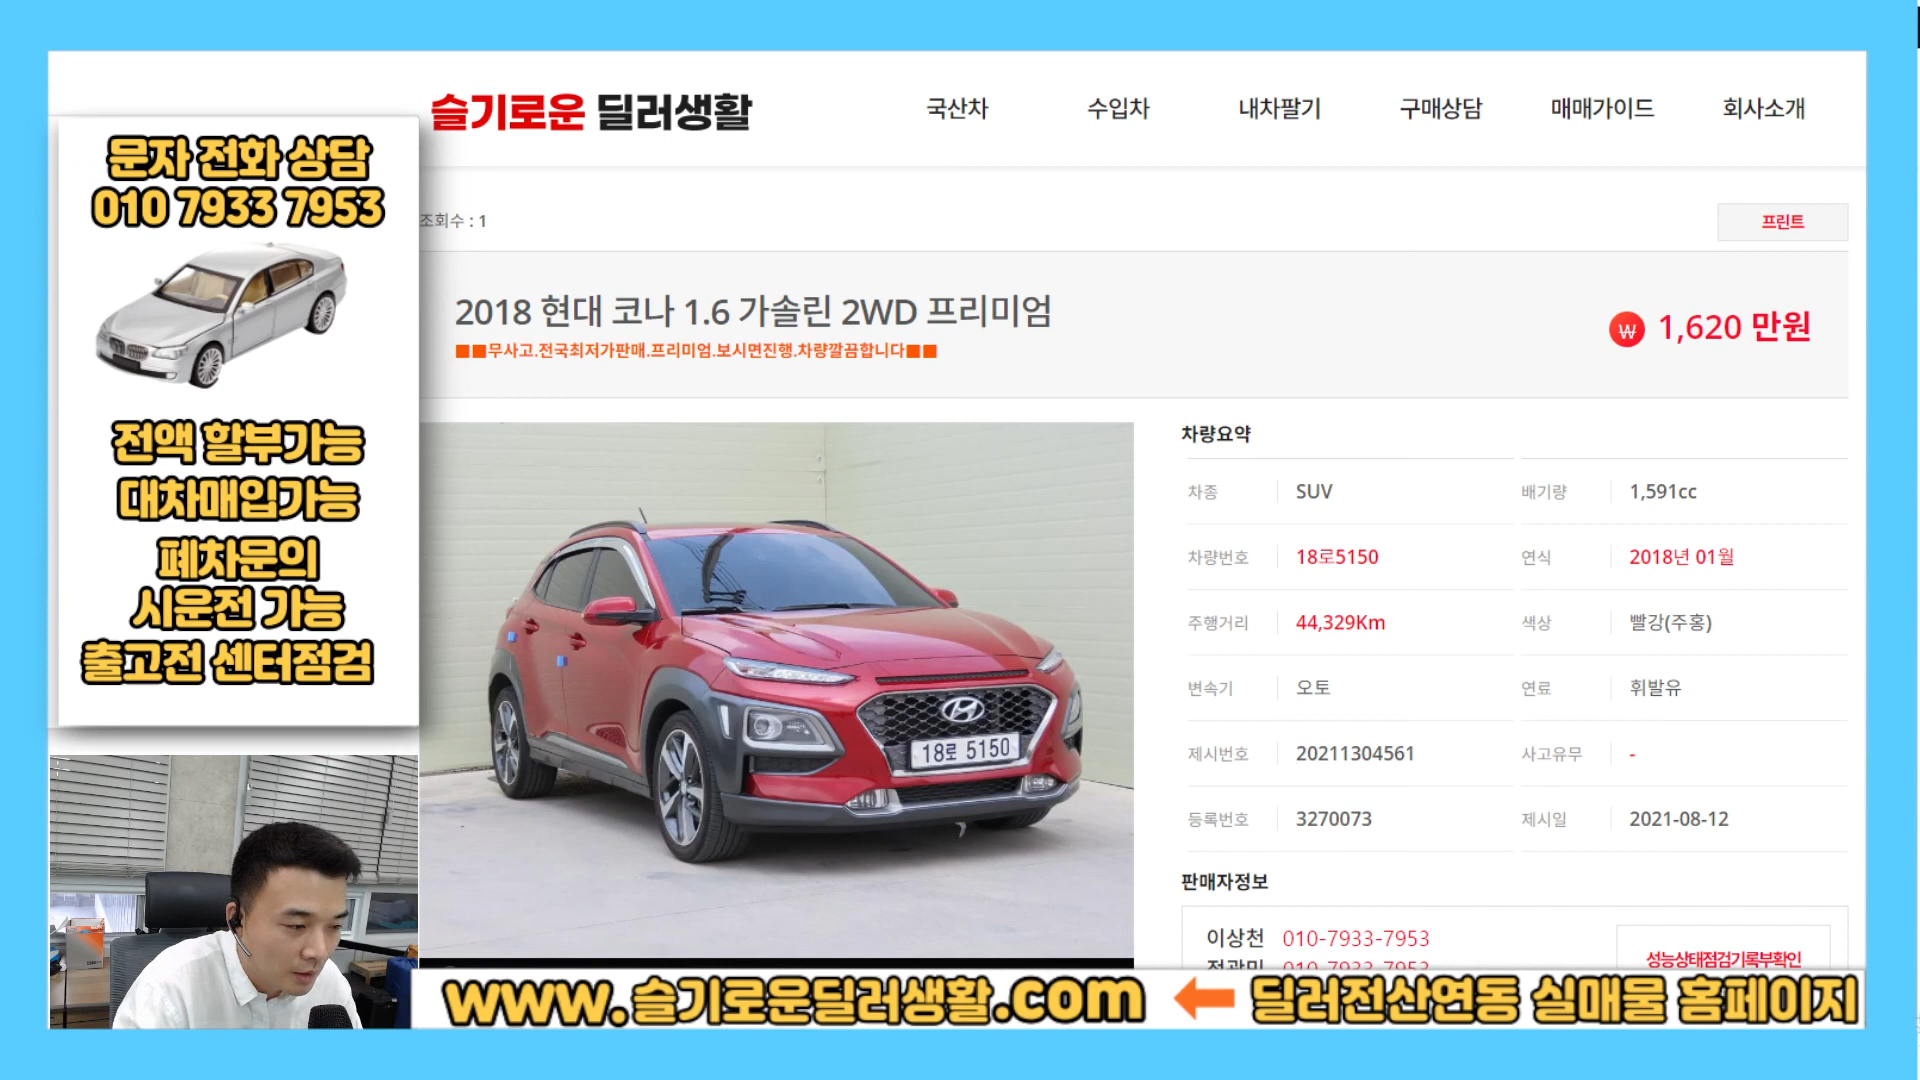 슬기로운 딜러생활
국산차
수입차
내차팔기
구매상담
매매가이드
회사소개
문자 전화 상담
010 7933 7953
전액 할부가능
대차매입가능
폐차문의
시운전 가능
출고전 센터점검
조회수 : 1
프린트
2018 현대 코나 1.6 가솔린 2WD 프리미엄
■■무사고.전국최저가판매.프리미엄.보시면진행.차량깔끔합니다■■
₩ 1,620 만원
18로 5150
차량요약
차종 SUV 배기량 1,591cc
차량번호 18로5150 연식 2018년 01월
주행거리 44,329Km 색상 빨강(주홍)
변속기 오토 연료 휘발유
제시번호 20211304561 사고유무 -
등록번호 3270073 제시일 2021-08-12
판매자정보
이상천 010-7933-7953
010-7933-7953
성능상태점검기록부확인
www.슬기로운딜러생활.com
딜러전산연동 실매물 홈페이지